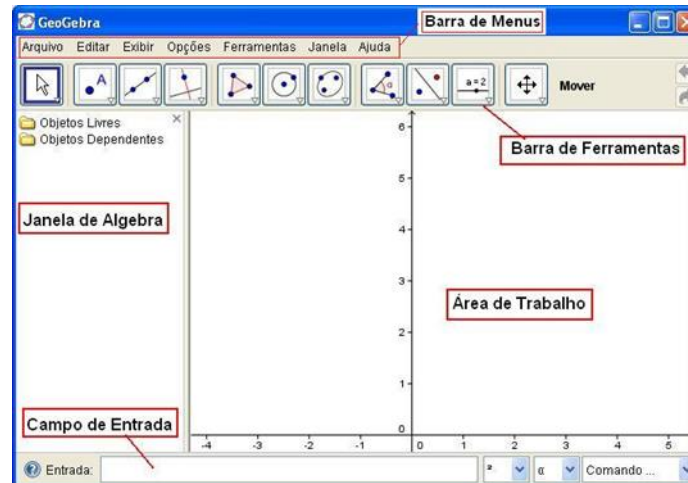 GeoGebra
Barra de Menus
Arquivo Editar Exibir Opções Ferramentas Janela Ajuda
A
α
a = 2
Mover
Barra de Ferramentas
Objetos Livres
Objetos Dependentes
Janela de Algebra
Área de Trabalho
Campo de Entrada
6
5
4
3
2
1
0
-4 -3 -2 -1 0 1 2 3 4 5
Entrada:
² α Comando ...